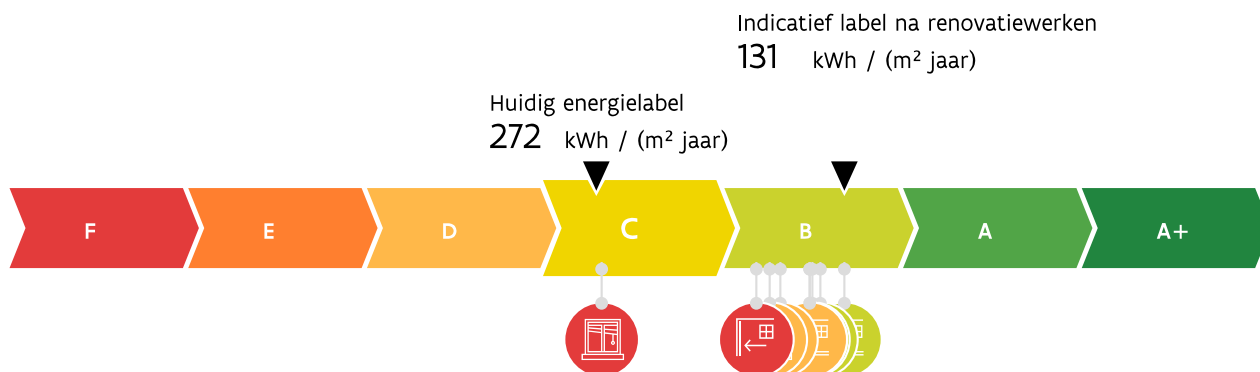 Indicatief label na renovatiewerken
131 kWh / (m² jaar)
Huidig energielabel
272 kWh / (m² jaar)
F E D C B A A+